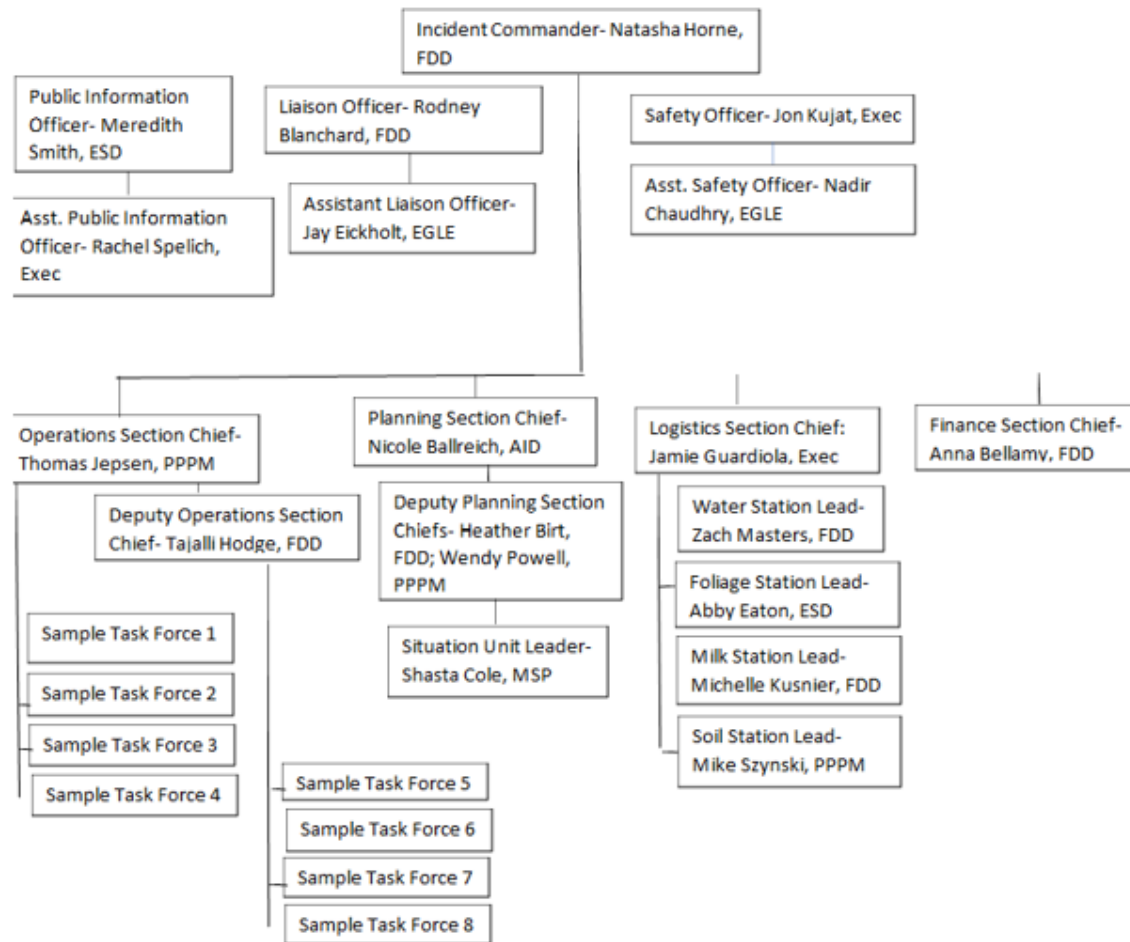 Incident Commander- Natasha Horne,
FDD
Public Information
Officer- Meredith
Smith, ESD
Liaison Officer- Rodney
Blanchard, FDD
Safety Officer- Jon Kujat, Exec
Asst. Public Information
Officer- Rachel Spelich,
Exec
Assistant Liaison Officer-
Jay Eickholt, EGLE
Asst. Safety Officer- Nadir
Chaudhry, EGLE
Operations Section Chief-
Thomas Jepsen, PPPM
Planning Section Chief-
Nicole Ballreich, AID
Logistics Section Chief:
Jamie Guardiola, Exec
Finance Section Chief-
Anna Bellamy, FDD
Deputy Operations Section
Chief- Tajalli Hodge, FDD
Deputy Planning Section
Chiefs- Heather Birt,
FDD; Wendy Powell,
PPPM
Situation Unit Leader-
Shasta Cole, MSP
Water Station Lead-
Zach Masters, FDD
Foliage Station Lead-
Abby Eaton, ESD
Milk Station Lead-
Michelle Kusnier, FDD
Soil Station Lead-
Mike Szynski, PPPM
Sample Task Force 1
Sample Task Force 2
Sample Task Force 3
Sample Task Force 4
Sample Task Force 5
Sample Task Force 6
Sample Task Force 7
Sample Task Force 8